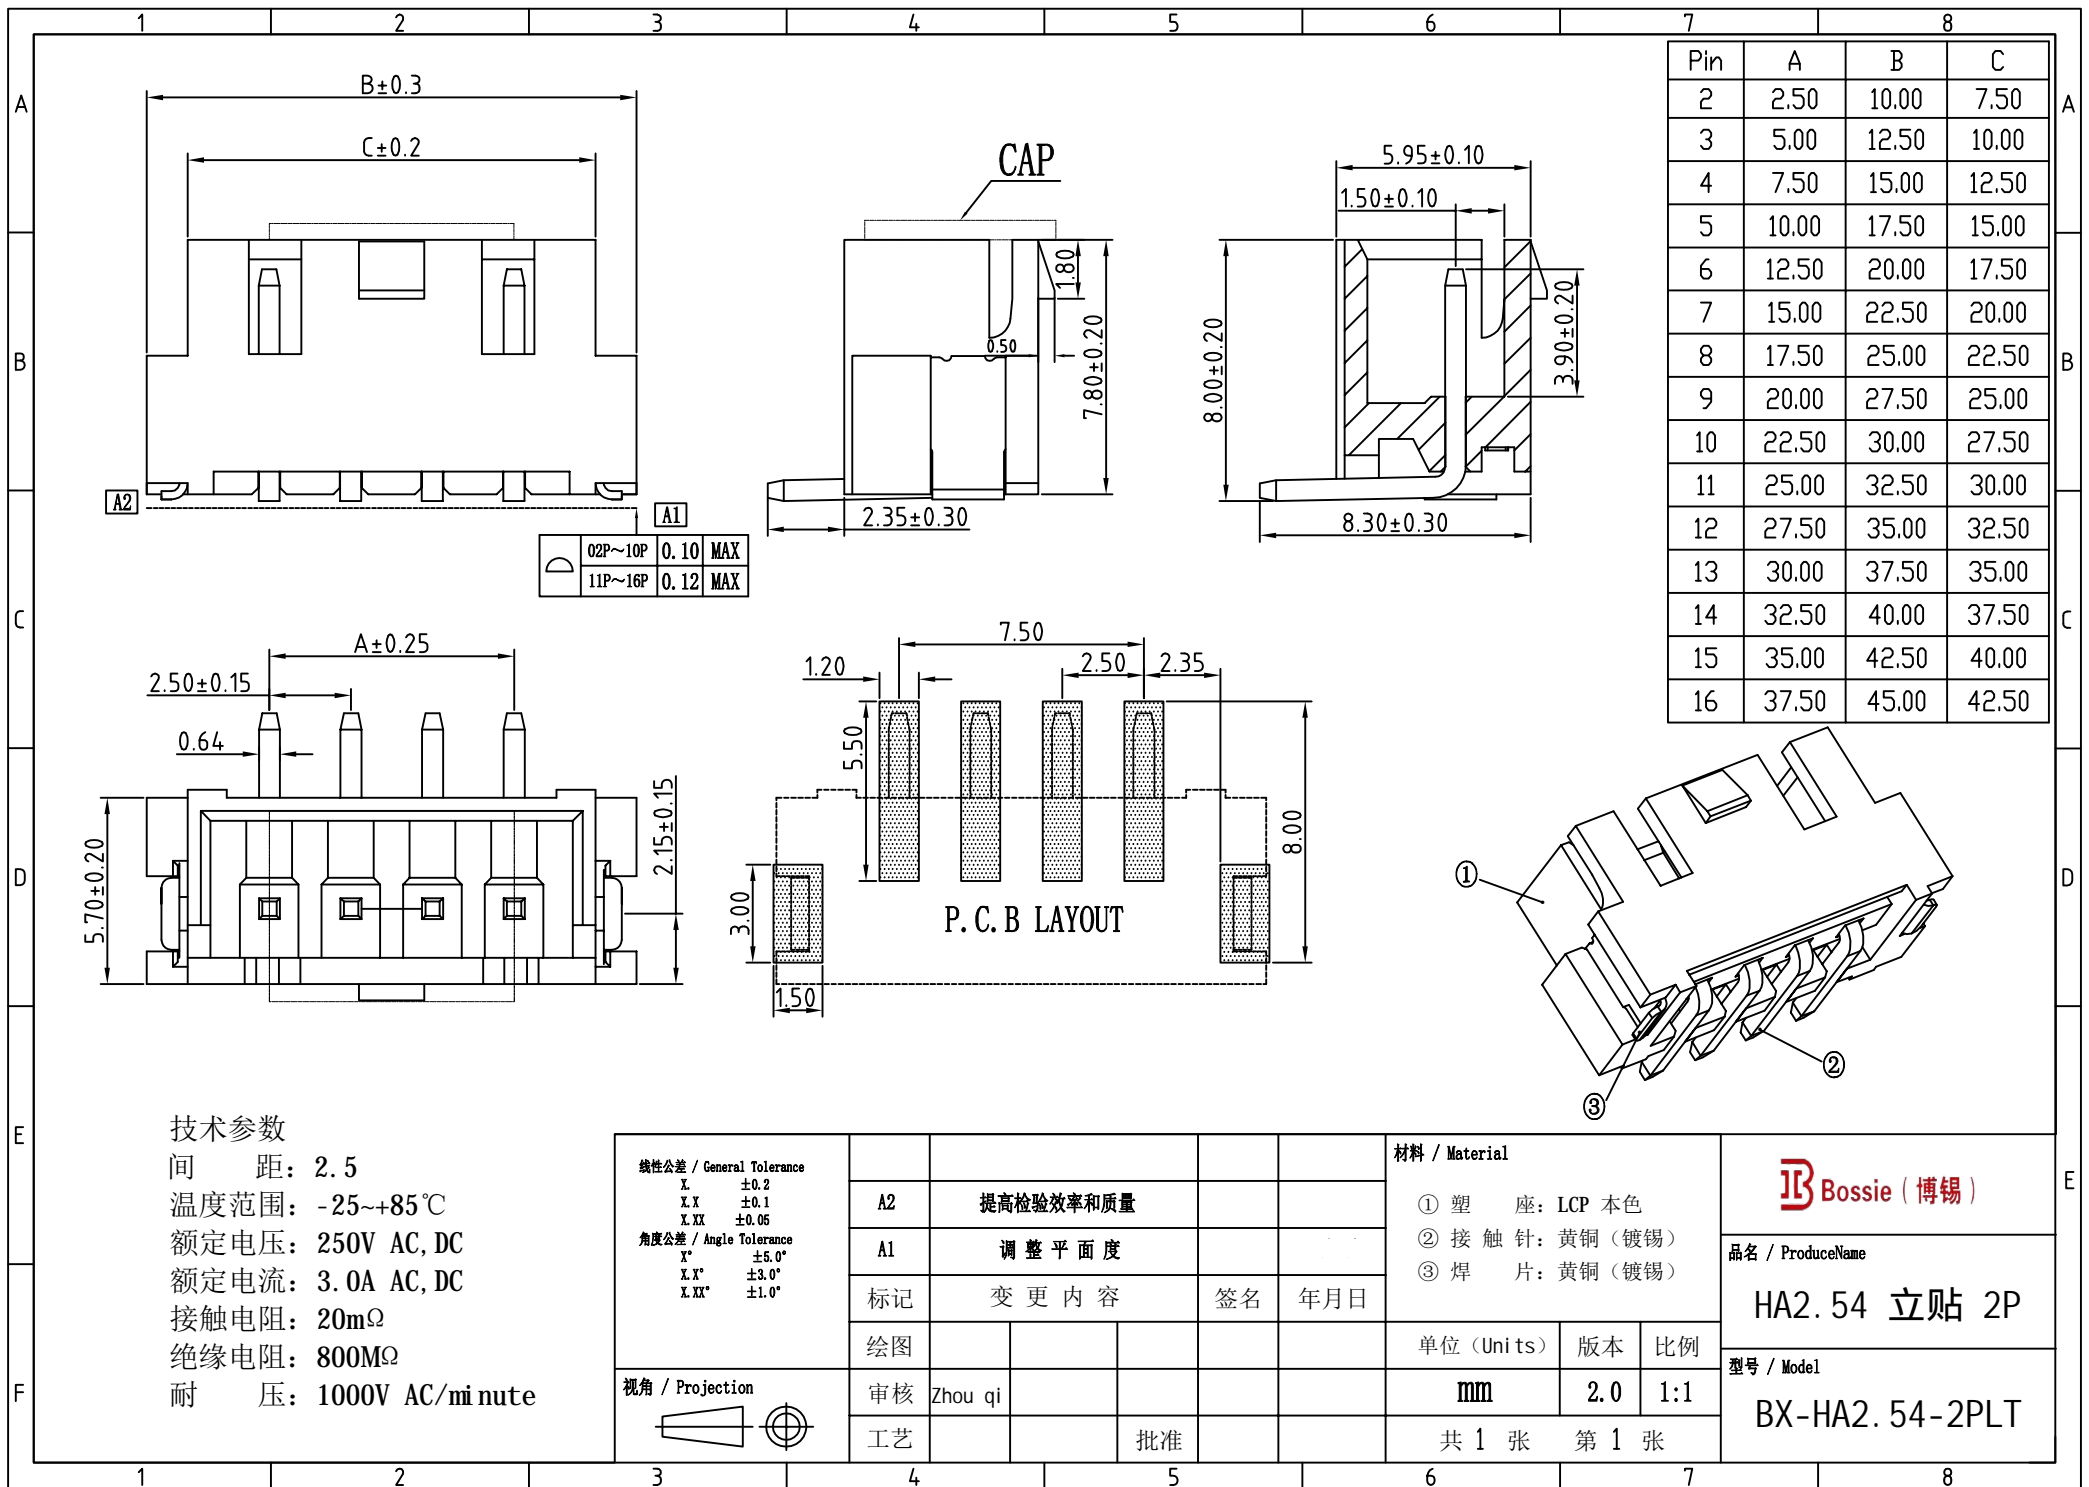 1 2 3 4 5 6 7 8
A
B
C
D
E
F
B±0.3
C±0.2
A2
A1
02P~10P 0.10 MAX
11P~16P 0.12 MAX
CAP
1.80
0.50
7.80±0.20
2.35±0.30
5.95±0.10
1.50±0.10
8.00±0.20
3.90±0.20
8.30±0.30
Pin A B C
2 2.50 10.00 7.50
3 5.00 12.50 10.00
4 7.50 15.00 12.50
5 10.00 17.50 15.00
6 12.50 20.00 17.50
7 15.00 22.50 20.00
8 17.50 25.00 22.50
9 20.00 27.50 25.00
10 22.50 30.00 27.50
11 25.00 32.50 30.00
12 27.50 35.00 32.50
13 30.00 37.50 35.00
14 32.50 40.00 37.50
15 35.00 42.50 40.00
16 37.50 45.00 42.50
A
B
C
D
E
A±0.25
2.50±0.15
0.64
5.70±0.20
2.15±0.15
7.50
1.20
2.50 2.35
5.50
8.00
3.00
1.50
P.C.B LAYOUT
①
②
③
技术参数
间 距: 2.5
温度范围: -25~+85℃
额定电压: 250V AC,DC
额定电流: 3.0A AC,DC
接触电阻: 20mΩ
绝缘电阻: 800MΩ
耐 压: 1000V AC/minute
线性公差 / General Tolerance
X. ±0.2
X.X ±0.1
X.XX ±0.05
角度公差 / Angle Tolerance
X° ±5.0°
X.X° ±3.0°
X.XX° ±1.0°
视角 / Projection
A2 提高检验效率和质量
A1 调整平面度
标记 变更内容 签名 年月日
绘图
审核 Zhou qi
工艺 批准
材料 / Material
① 塑 座: LCP 本色
② 接触针: 黄铜（镀锡）
③ 焊 片: 黄铜（镀锡）
单位（Units） 版本 比例
mm 2.0 1:1
共 1 张 第 1 张
Bossie（博锡）
品名 / ProduceName
HA2.54 立贴 2P
型号 / Model
BX-HA2.54-2PLT
1 2 3 4 5 6 7 8